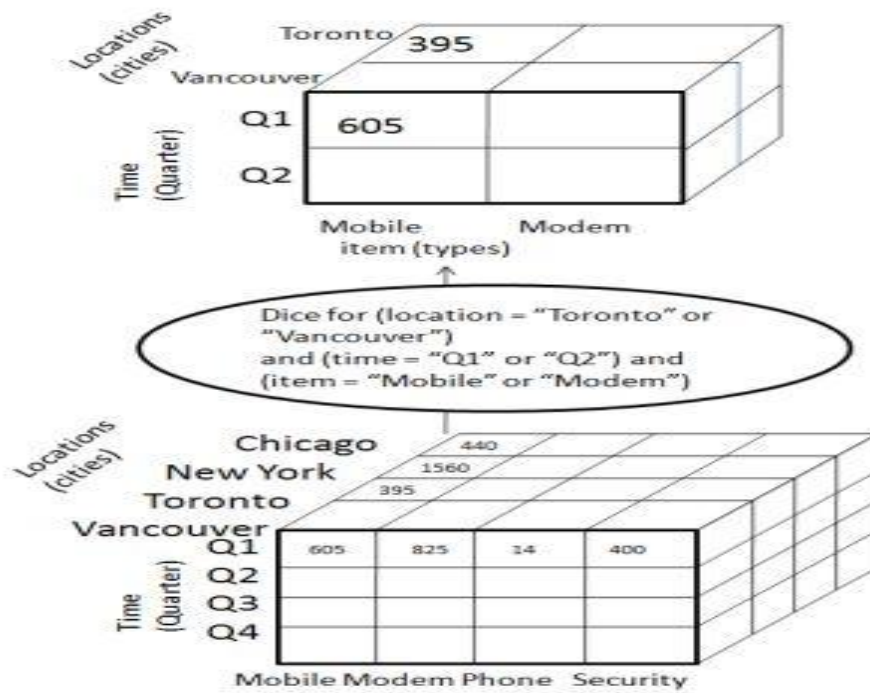 Locations
(cities)
Toronto
395
Vancouver
Q1
605
Q2
Time
(Quarter)
Mobile
Modem
item (types)
Dice for (location = “Toronto” or
“Vancouver”)
and (time = “Q1” or “Q2”) and
(item = “Mobile” or “Modem”)
Locations
(cities)
Chicago
440
New York
1560
Toronto
395
Vancouver
Q1
605 825 14 400
Q2
Q3
Q4
Time
(Quarter)
Mobile Modem Phone Security